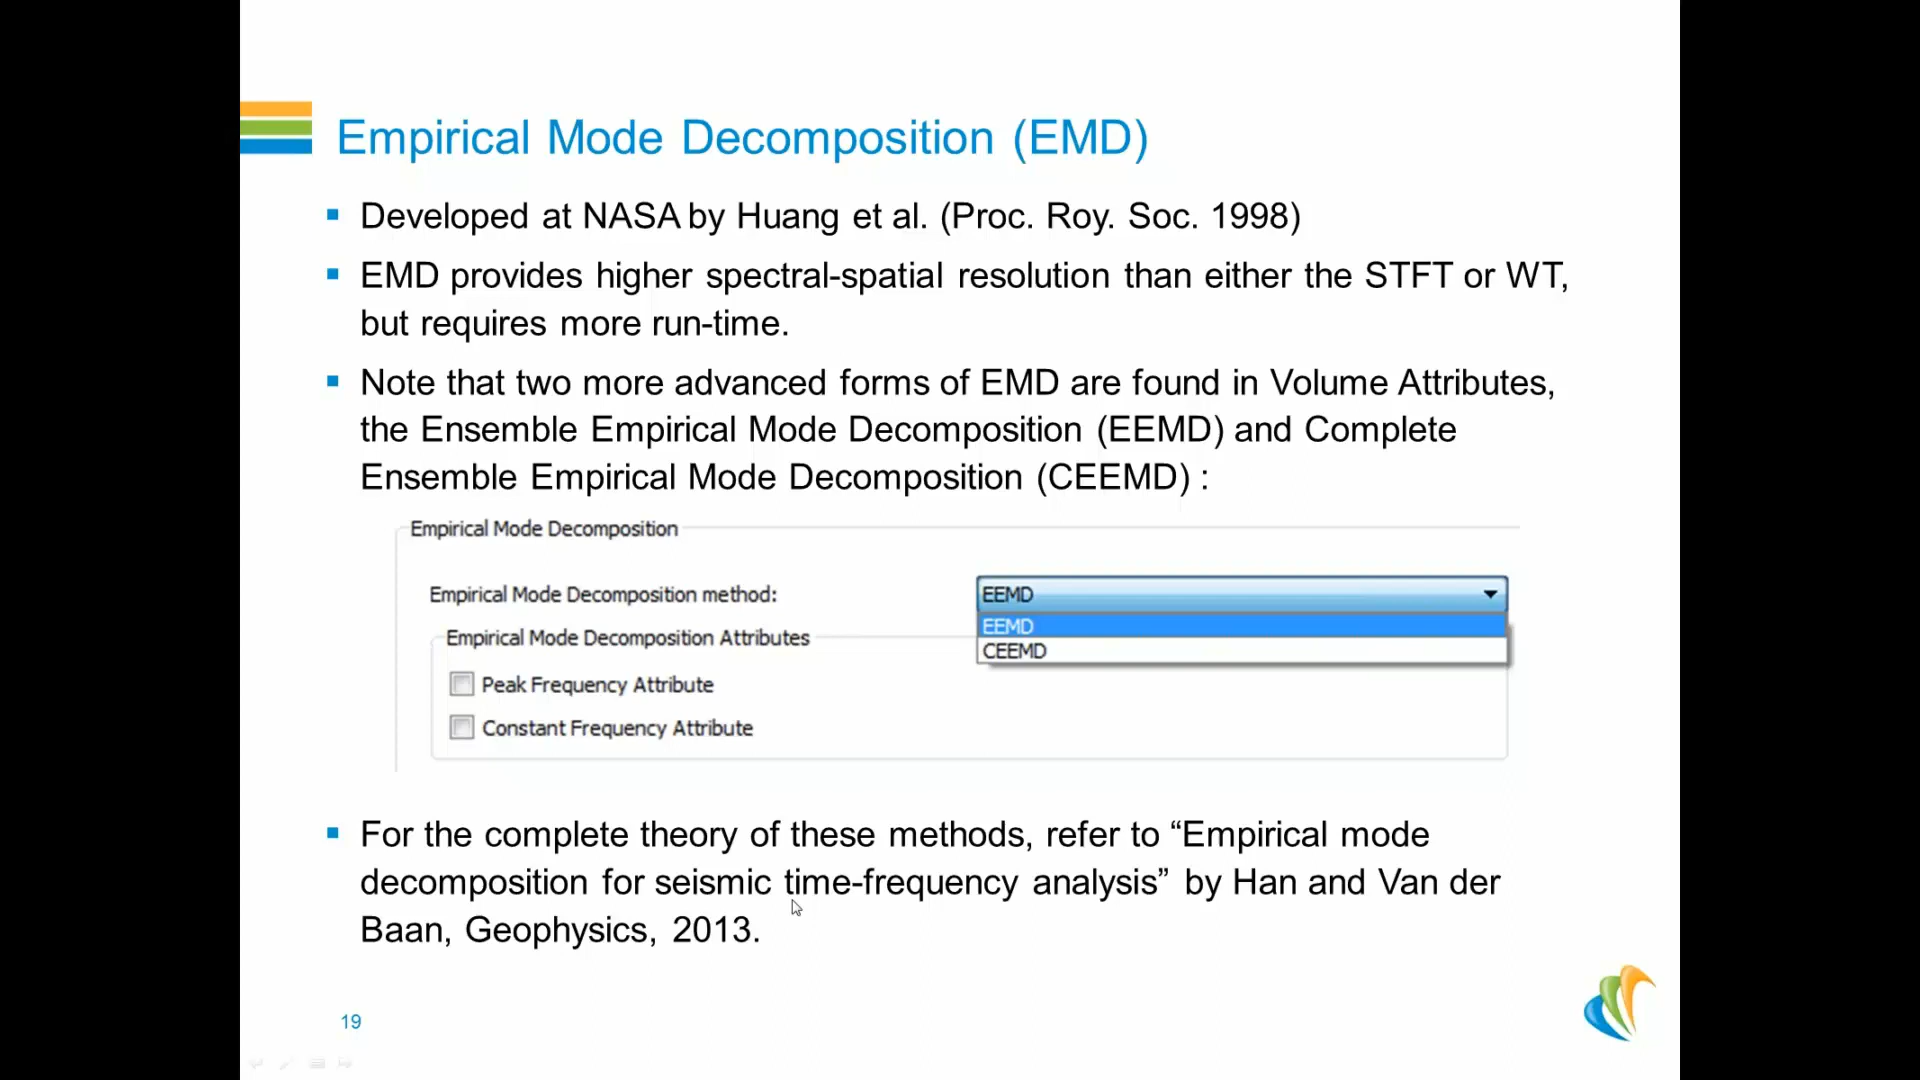 Empirical Mode Decomposition (EMD)
Developed at NASA by Huang et al. (Proc. Roy. Soc. 1998)
EMD provides higher spectral-spatial resolution than either the STFT or WT,
but requires more run-time.
Note that two more advanced forms of EMD are found in Volume Attributes,
the Ensemble Empirical Mode Decomposition (EEMD) and Complete
Ensemble Empirical Mode Decomposition (CEEMD) :
Empirical Mode Decomposition
Empirical Mode Decomposition method:
EEMD
EEMD
CEEMD
Empirical Mode Decomposition Attributes
Peak Frequency Attribute
Constant Frequency Attribute
For the complete theory of these methods, refer to “Empirical mode
decomposition for seismic time-frequency analysis” by Han and Van der
Baan, Geophysics, 2013.
19